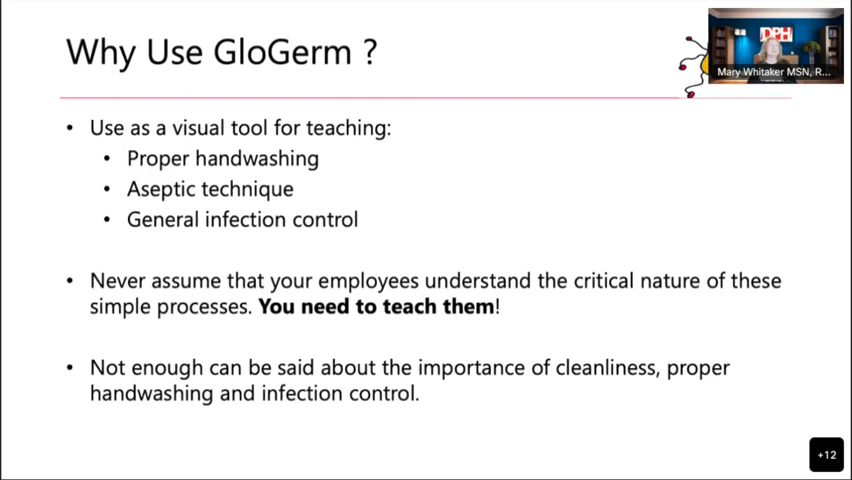 Why Use GloGerm ?
DPH
Mary Whitaker MSN, R...
• Use as a visual tool for teaching:
• Proper handwashing
• Aseptic technique
• General infection control
• Never assume that your employees understand the critical nature of these
simple processes. You need to teach them!
• Not enough can be said about the importance of cleanliness, proper
handwashing and infection control.
+12